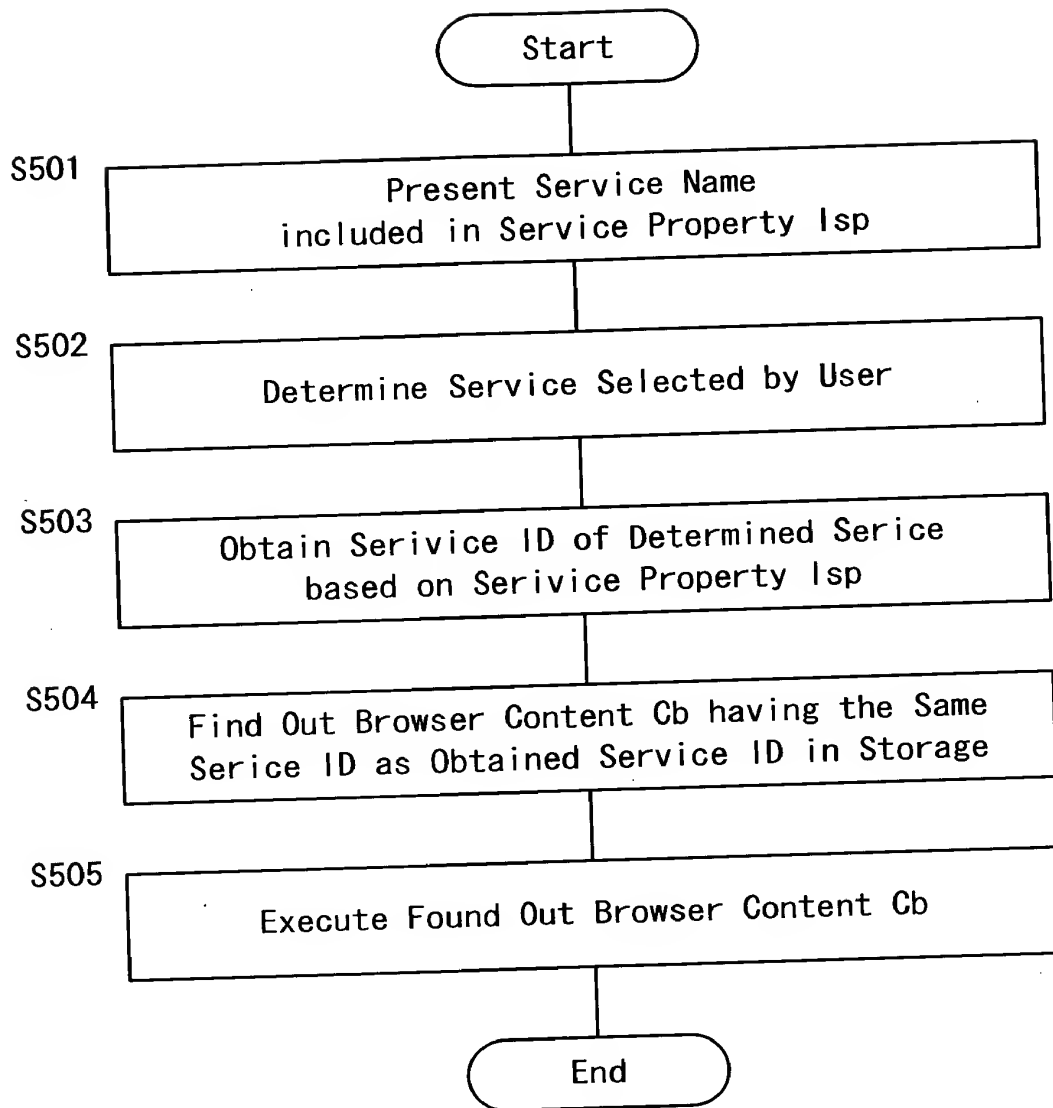 Start
S501
Present Service Name
included in Service Property Isp
S502
Determine Service Selected by User
S503
Obtain Serivice ID of Determined Serice
based on Serivice Property Isp
S504
Find Out Browser Content Cb having the Same
Serice ID as Obtained Service ID in Storage
S505
Execute Found Out Browser Content Cb
End